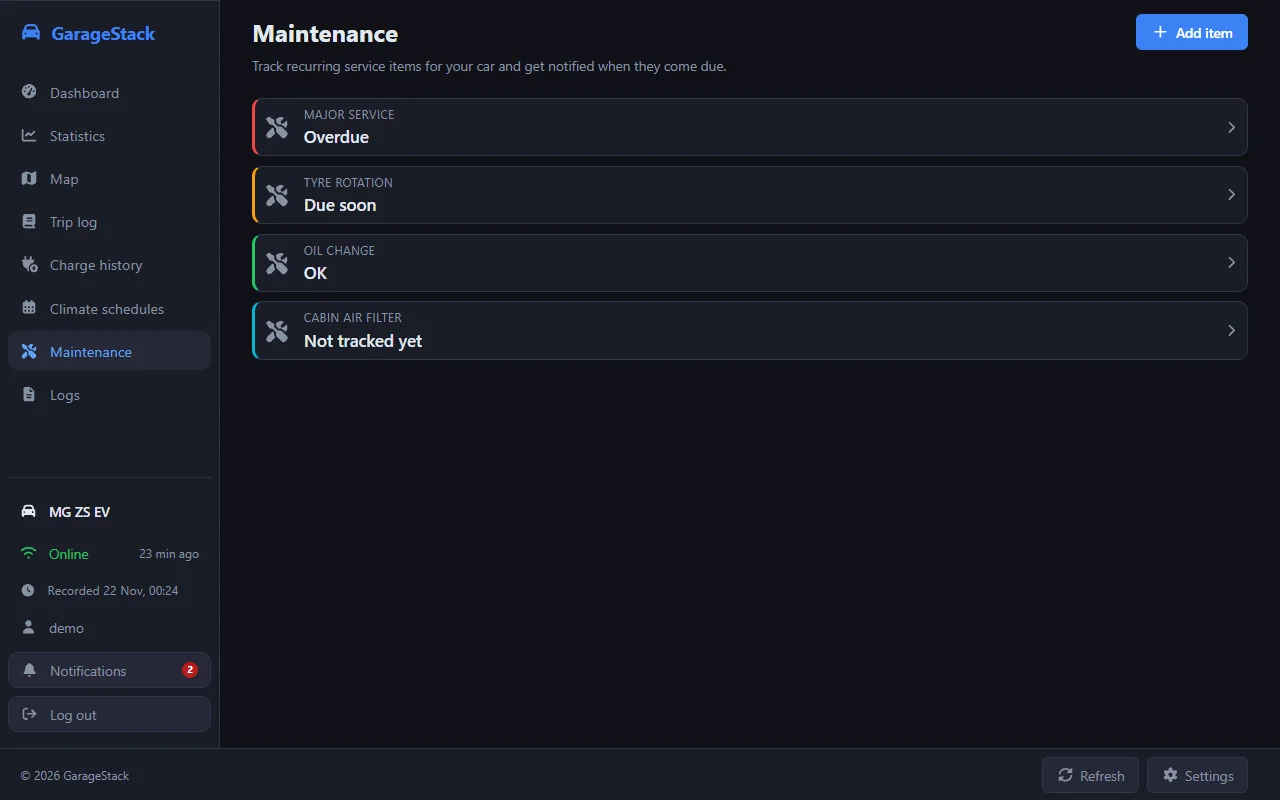 GarageStack
Dashboard
Statistics
Map
Trip log
Charge history
Climate schedules
Maintenance
Logs
MG ZS EV
Online 23 min ago
Recorded 22 Nov, 00:24
demo
Notifications 2
Log out
Maintenance
Add item
Track recurring service items for your car and get notified when they come due.
MAJOR SERVICE
Overdue
TYRE ROTATION
Due soon
OIL CHANGE
OK
CABIN AIR FILTER
Not tracked yet
© 2026 GarageStack
Refresh
Settings